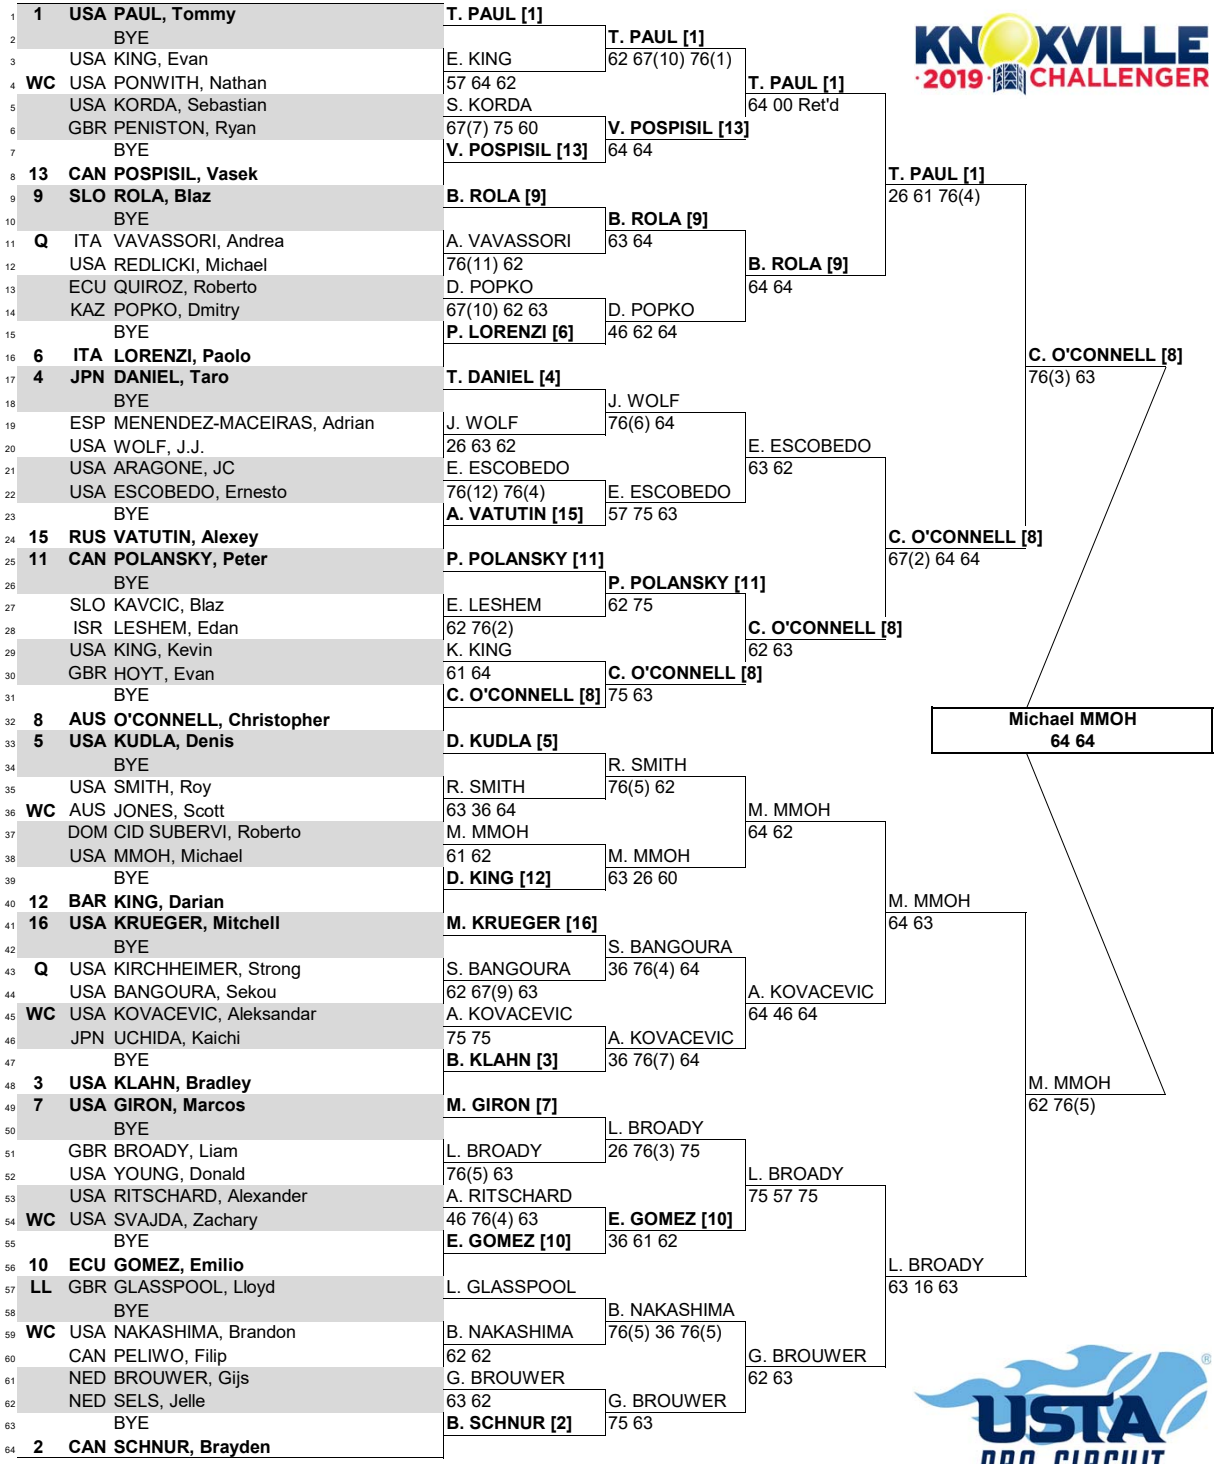 KNOXVILLE
·2019· CHALLENGER
1 1 USA PAUL, Tommy
2 BYE
3 USA KING, Evan
4 WC USA PONWITH, Nathan
5 USA KORDA, Sebastian
6 GBR PENISTON, Ryan
7 BYE
8 13 CAN POSPISIL, Vasek
9 9 SLO ROLA, Blaz
10 BYE
11 Q ITA VAVASSORI, Andrea
12 USA REDLICKI, Michael
13 ECU QUIROZ, Roberto
14 KAZ POPKO, Dmitry
15 BYE
16 6 ITA LORENZI, Paolo
17 4 JPN DANIEL, Taro
18 BYE
19 ESP MENENDEZ-MACEIRAS, Adrian
20 USA WOLF, J.J.
21 USA ARAGONE, JC
22 USA ESCOBEDO, Ernesto
23 BYE
24 15 RUS VATUTIN, Alexey
25 11 CAN POLANSKY, Peter
26 BYE
27 SLO KAVCIC, Blaz
28 ISR LESHEM, Edan
29 USA KING, Kevin
30 GBR HOYT, Evan
31 BYE
32 8 AUS O'CONNELL, Christopher
33 5 USA KUDLA, Denis
34 BYE
35 USA SMITH, Roy
36 WC AUS JONES, Scott
37 DOM CID SUBERVI, Roberto
38 USA MMOH, Michael
39 BYE
40 12 BAR KING, Darian
41 16 USA KRUEGER, Mitchell
42 BYE
43 Q USA KIRCHHEIMER, Strong
44 USA BANGOURA, Sekou
45 WC USA KOVACEVIC, Aleksandar
46 JPN UCHIDA, Kaichi
47 BYE
48 3 USA KLAHN, Bradley
49 7 USA GIRON, Marcos
50 BYE
51 GBR BROADY, Liam
52 USA YOUNG, Donald
53 USA RITSCHARD, Alexander
54 WC USA SVAJDA, Zachary
55 BYE
56 10 ECU GOMEZ, Emilio
57 LL GBR GLASSPOOL, Lloyd
58 BYE
59 WC USA NAKASHIMA, Brandon
60 CAN PELIWO, Filip
61 NED BROUWER, Gijs
62 NED SELS, Jelle
63 BYE
64 2 CAN SCHNUR, Brayden
T. PAUL [1]
E. KING
57 64 62
S. KORDA
67(7) 75 60
V. POSPISIL [13]
B. ROLA [9]
A. VAVASSORI
76(11) 62
D. POPKO
67(10) 62 63
P. LORENZI [6]
T. DANIEL [4]
J. WOLF
26 63 62
E. ESCOBEDO
76(12) 76(4)
A. VATUTIN [15]
P. POLANSKY [11]
E. LESHEM
62 76(2)
K. KING
61 64
C. O'CONNELL [8]
D. KUDLA [5]
R. SMITH
63 36 64
M. MMOH
61 62
D. KING [12]
M. KRUEGER [16]
S. BANGOURA
62 67(9) 63
A. KOVACEVIC
75 75
B. KLAHN [3]
M. GIRON [7]
L. BROADY
76(5) 63
A. RITSCHARD
46 76(4) 63
E. GOMEZ [10]
L. GLASSPOOL
B. NAKASHIMA
62 62
G. BROUWER
63 62
B. SCHNUR [2]
T. PAUL [1]
62 67(10) 76(1)
V. POSPISIL [13]
64 64
B. ROLA [9]
63 64
D. POPKO
46 62 64
J. WOLF
76(6) 64
E. ESCOBEDO
57 75 63
P. POLANSKY [11]
62 75
C. O'CONNELL [8]
75 63
R. SMITH
76(5) 62
M. MMOH
63 26 60
S. BANGOURA
36 76(4) 64
A. KOVACEVIC
36 76(7) 64
L. BROADY
26 76(3) 75
E. GOMEZ [10]
36 61 62
B. NAKASHIMA
76(5) 36 76(5)
G. BROUWER
75 63
T. PAUL [1]
64 00 Ret'd
B. ROLA [9]
64 64
E. ESCOBEDO
63 62
C. O'CONNELL [8]
62 63
M. MMOH
64 62
A. KOVACEVIC
64 46 64
L. BROADY
75 57 75
G. BROUWER
62 63
T. PAUL [1]
26 61 76(4)
C. O'CONNELL [8]
67(2) 64 64
M. MMOH
64 63
L. BROADY
63 16 63
C. O'CONNELL [8]
76(3) 63
M. MMOH
62 76(5)
Michael MMOH
64 64
USTA ®
PRO CIRCUIT